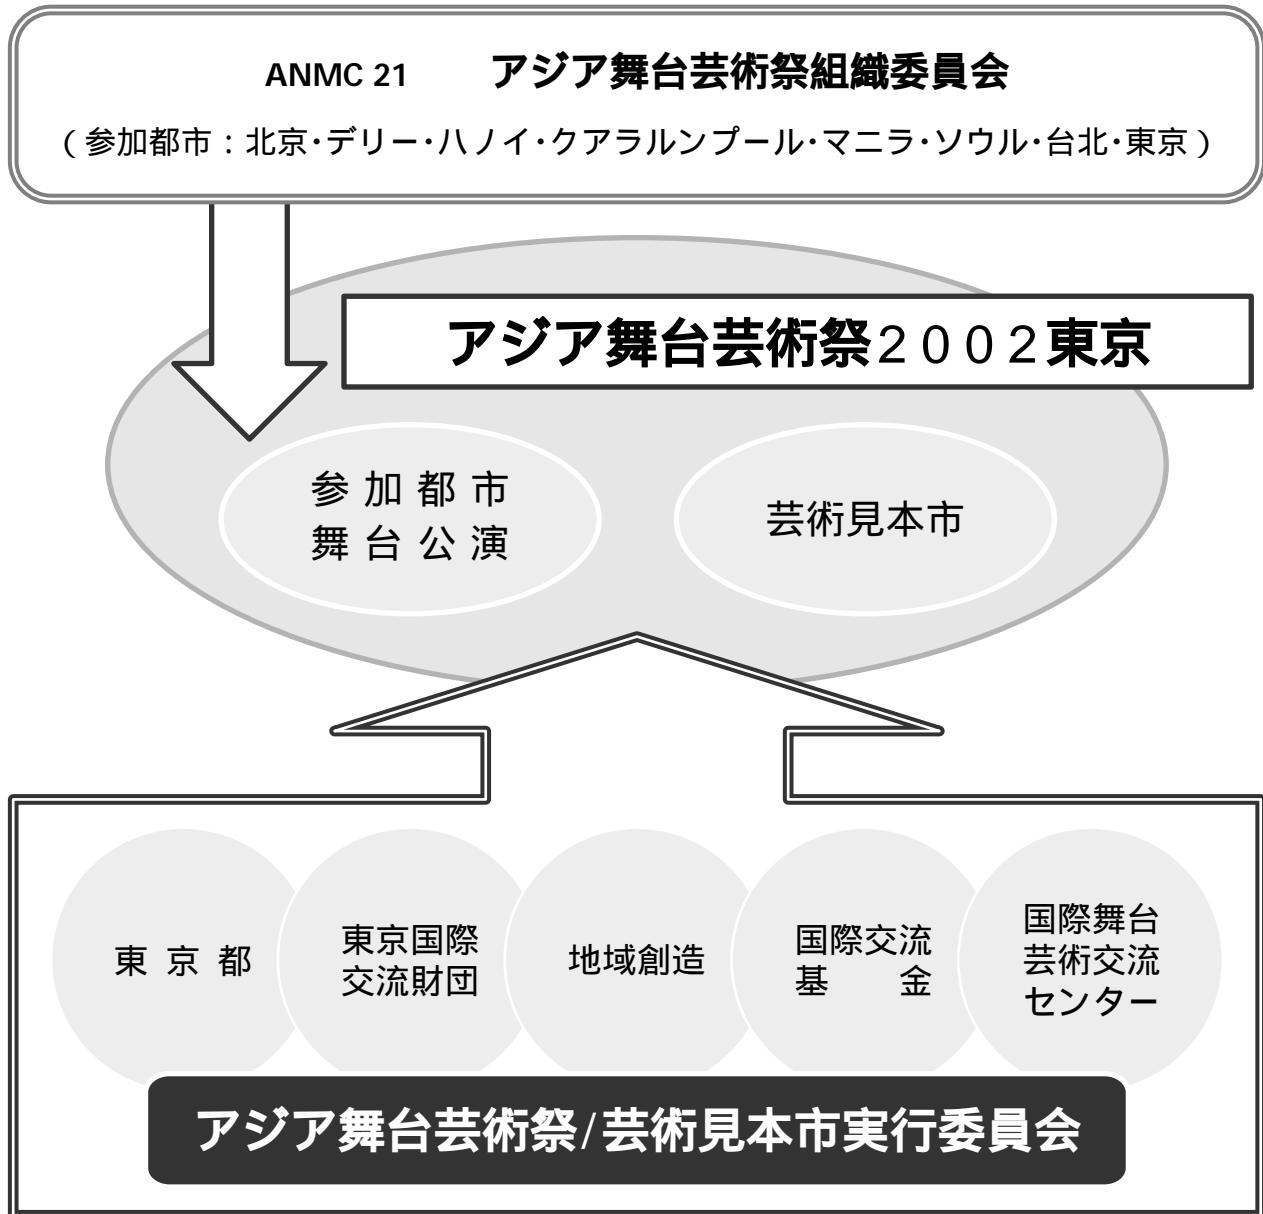 ANMC 21　アジア舞台芸術祭組織委員会
（参加都市：北京・デリー・ハノイ・クアラルンプール・マニラ・ソウル・台北・東京）
アジア舞台芸術祭２００２東京
参加都市
舞台公演
芸術見本市
東京都
東京国際
交流財団
地域創造
国際交流
基　　金
国際舞台
芸術交流
センター
アジア舞台芸術祭/芸術見本市実行委員会